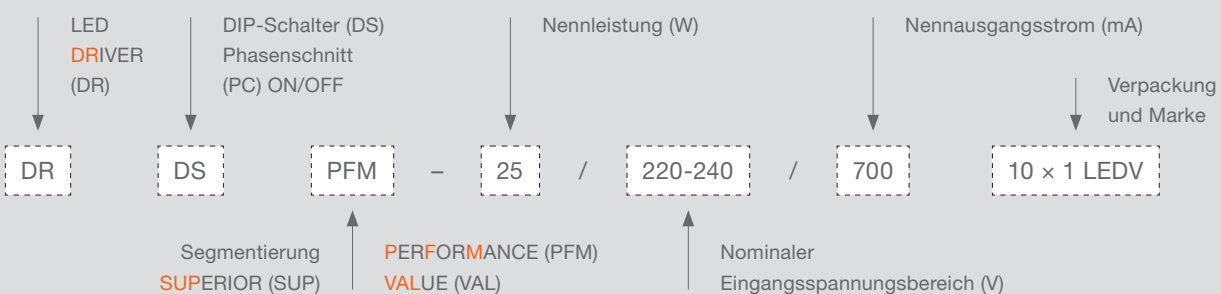 LED
DRIVER
(DR)
DIP-Schalter (DS)
Phasenschnitt
(PC) ON/OFF
Nennleistung (W)
Nennausgangsstrom (mA)
Verpackung
und Marke
DR DS PFM – 25 / 220-240 / 700 10 × 1 LEDV
Segmentierung
SUPERIOR (SUP)
PERFORMANCE (PFM)
VALUE (VAL)
Nominaler
Eingangsspannungsbereich (V)